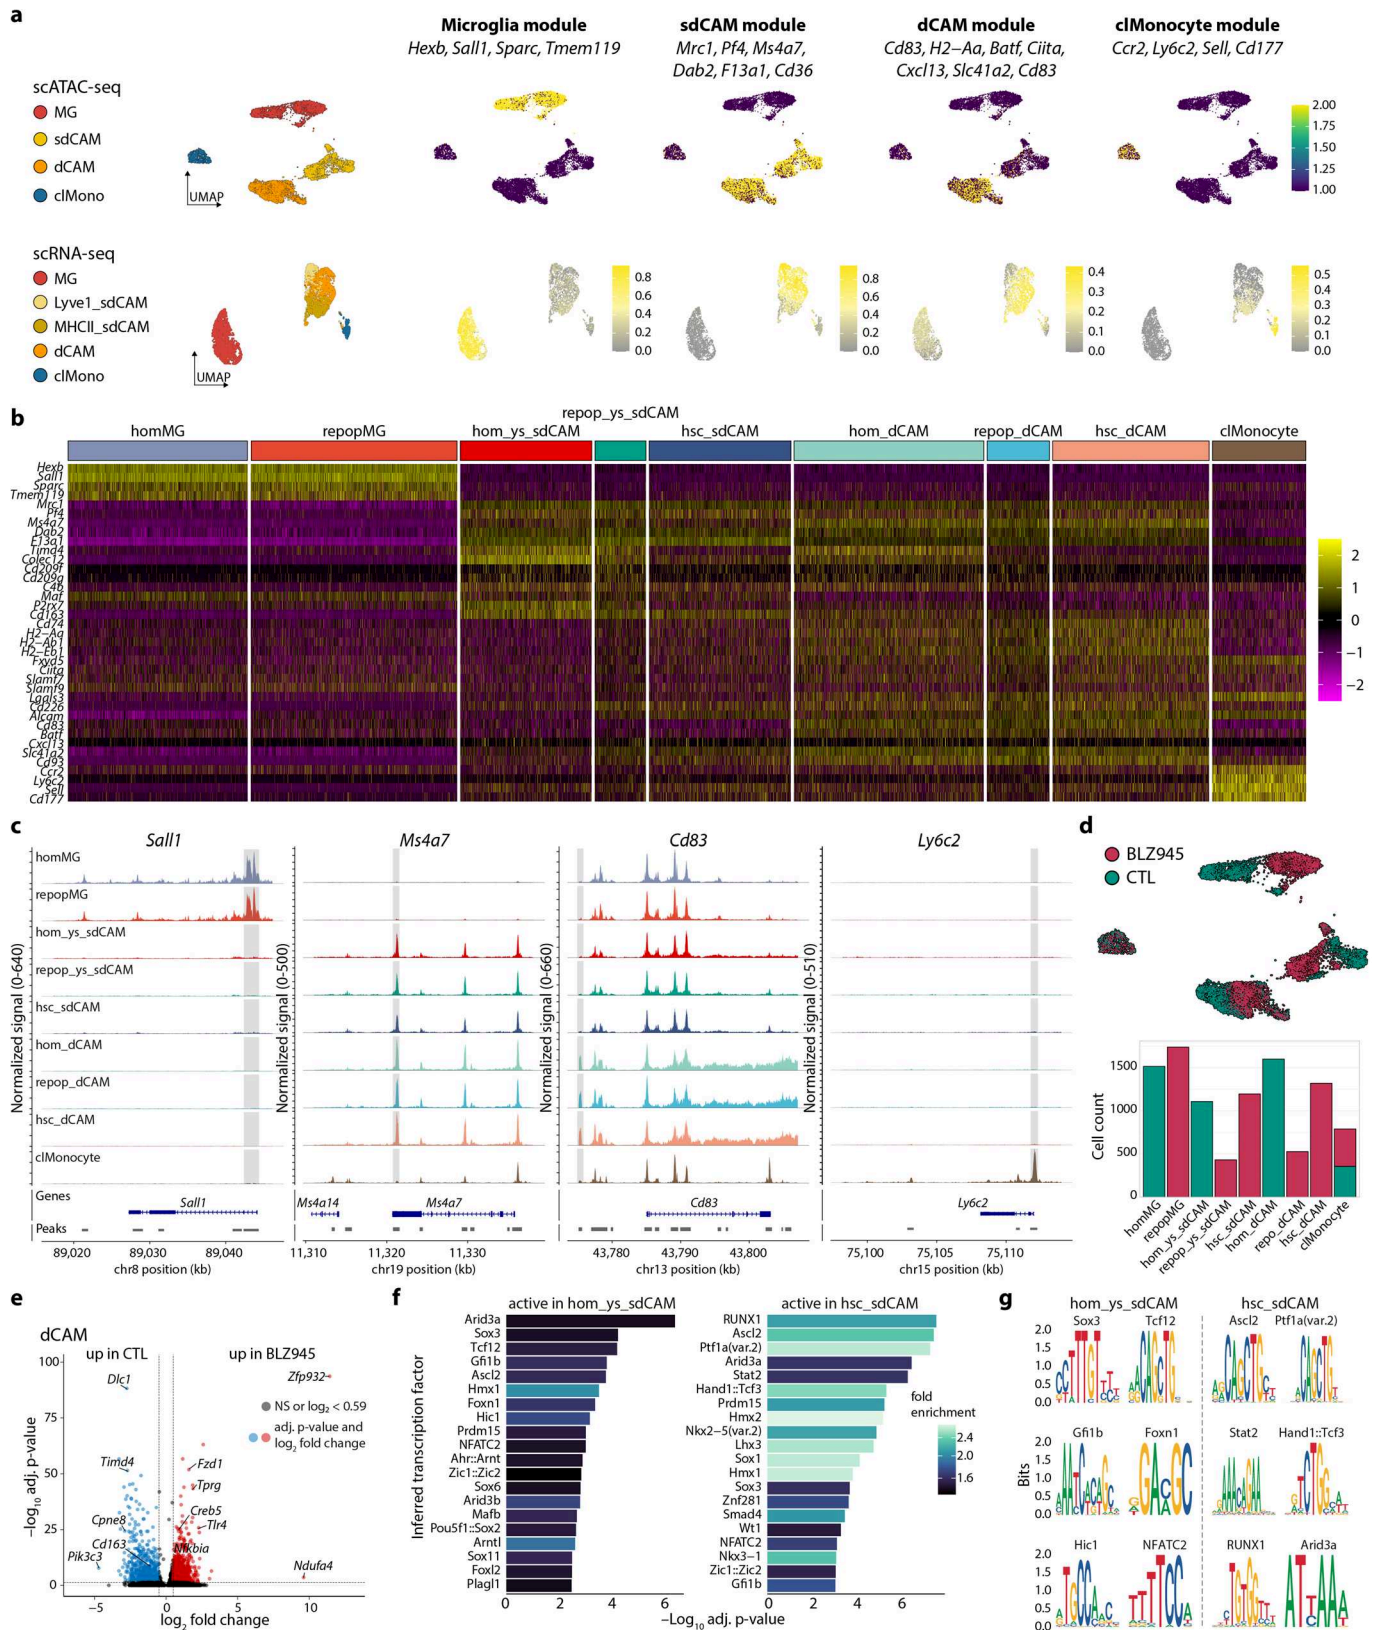 a
Microglia module
Hexb, Sall1, Sparc, Tmem119
sdCAM module
Mrc1, Pf4, Ms4a7,
Dab2, F13a1, Cd36
dCAM module
Cd83, H2−Aa, Batf, Ciita,
Cxcl13, Slc41a2, Cd83
clMonocyte module
Ccr2, Ly6c2, Sell, Cd177
scATAC-seq
MG
sdCAM
dCAM
clMono
UMAP
2.00
1.75
1.50
1.25
1.00
scRNA-seq
MG
Lyve1_sdCAM
MHCII_sdCAM
dCAM
clMono
UMAP
0.8
0.6
0.4
0.2
0.0
0.8
0.6
0.4
0.2
0.0
0.4
0.3
0.2
0.1
0.0
0.5
0.4
0.3
0.2
0.1
0.0
b
repop_ys_sdCAM
homMG repopMG hom_ys_sdCAM hsc_sdCAM hom_dCAM repop_dCAM hsc_dCAM clMonocyte
Hexb
Sall1
Sparc
Tmem119
Mrc1
Pf4
Ms4a7
Dab2
F13a1
Timd4
Colec12
Cd209f
Cd209g
C4b
Maf
P2rx7
Cd163
Cd74
H2−Aa
H2−Ab1
H2−Eb1
Fxyd5
Ciita
Slamf7
Slamf9
Lgals3
Cd226
Alcam
Cd83
Batf
Cxcl13
Slc41a2
Cd93
Ccr2
Ly6c2
Sell
Cd177
2
1
0
−1
−2
c
Sall1 Ms4a7 Cd83 Ly6c2
homMG
repopMG
hom_ys_sdCAM
repop_ys_sdCAM
hsc_sdCAM
hom_dCAM
repop_dCAM
hsc_dCAM
clMonocyte
Normalized signal (0-640)
Normalized signal (0-500)
Normalized signal (0-660)
Normalized signal (0-510)
Genes
Sall1
Ms4a14 Ms4a7
Cd83
Ly6c2
Peaks
89,020 89,030 89,040
chr8 position (kb)
11,310 11,320 11,330
chr19 position (kb)
43,780 43,790 43,800
chr13 position (kb)
75,100 75,105 75,110
chr15 position (kb)
d
BLZ945
CTL
Cell count
1500
1000
500
0
homMG
repopMG
hom_ys_sdCAM
repop_ys_sdCAM
hsc_sdCAM
hom_dCAM
repo_dCAM
hsc_dCAM
clMonocyte
e
dCAM
up in CTL up in BLZ945
−log10 adj. p-value
100
75
50
25
0
Dlc1
Zfp932
NS or log2 < 0.59
adj. p-value and
log2 fold change
Timd4
Fzd1
Tprg
Cpne8
Creb5
Tlr4
Cd163
Nfkbia
Pik3c3
Ndufa4
−5 0 5 10
log2 fold change
f
active in hom_ys_sdCAM
Inferred transcription factor
Arid3a
Sox3
Tcf12
Gfi1b
Ascl2
Hmx1
Foxn1
Hic1
Prdm15
NFATC2
Ahr::Arnt
Zic1::Zic2
Sox6
Arid3b
Mafb
Pou5f1::Sox2
Arntl
Sox11
Foxl2
Plagl1
0 2 4 6
active in hsc_sdCAM
RUNX1
Ascl2
Ptf1a(var.2)
Arid3a
Stat2
Hand1::Tcf3
Prdm15
Hmx2
Nkx2−5(var.2)
Lhx3
Sox1
Hmx1
Sox3
Znf281
Smad4
Wt1
NFATC2
Nkx3−1
Zic1::Zic2
Gfi1b
0 2 4 6
−Log10 adj. p-value
fold
enrichment
2.4
2.0
1.6
g
hom_ys_sdCAM hsc_sdCAM
Sox3 Tcf12 Ascl2 Ptf1a(var.2)
2.0
1.5
1.0
0.5
0.0
Gfi1b Foxn1 Stat2 Hand1::Tcf3
Bits
2.0
1.5
1.0
0.5
0.0
Hic1 NFATC2 RUNX1 Arid3a
2.0
1.5
1.0
0.5
0.0